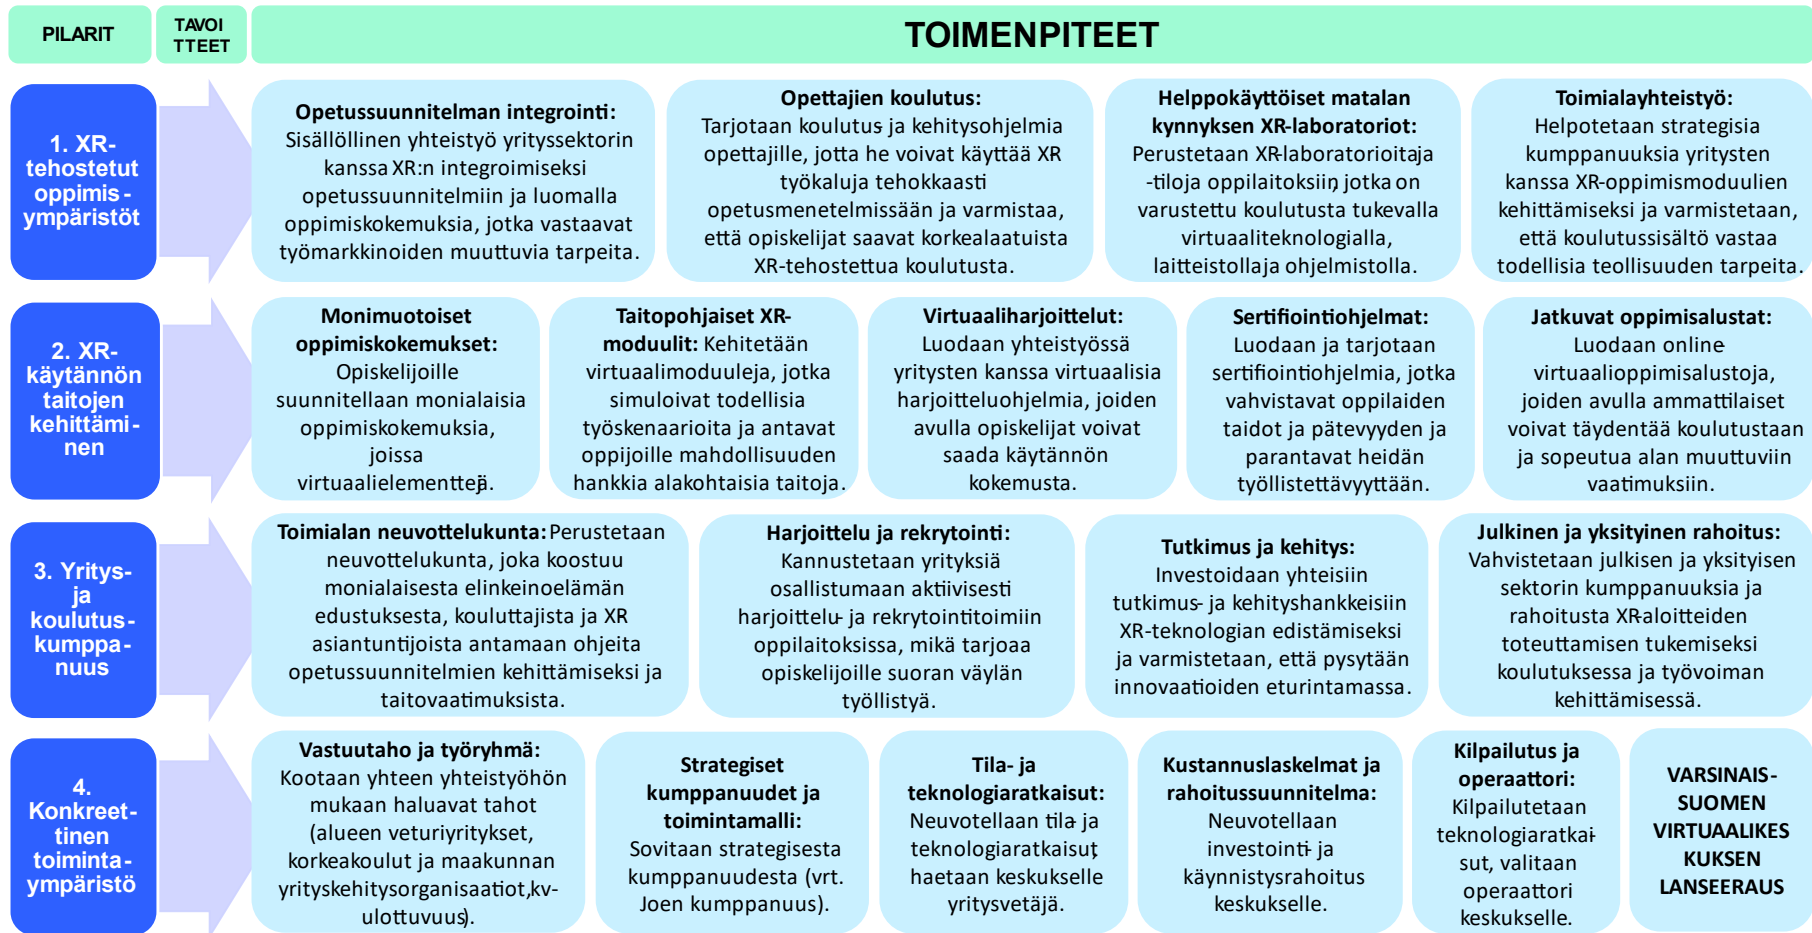 PILARIT
TAVOI
TTEET
TOIMENPITEET
1. XR-
tehostetut
oppimis-
ympäristöt
Opetussuunnitelman integrointi:
Sisällöllinen yhteistyö yrityssektorin
kanssa XR:n integroimiseksi
opetussuunnitelmiin ja luomalla
oppimiskokemuksia, jotka vastaavat
työmarkkinoiden muuttuvia tarpeita.
Opettajien koulutus:
Tarjotaan koulutus- ja kehitysohjelmia
opettajille, jotta he voivat käyttää XR
työkaluja tehokkaasti
opetusmenetelmissään ja varmistaa,
että opiskelijat saavat korkealaatuista
XR-tehostettua koulutusta.
Helppokäyttöiset matalan
kynnyksen XR-laboratoriot:
Perustetaan XR-laboratorioita ja
-tiloja oppilaitoksiin, jotka on
varustettu koulutusta tukevalla
virtuaaliteknologialla,
laitteistolla ja ohjelmistolla.
Toimialayhteistyö:
Helpotetaan strategisia
kumppanuuksia yritysten
kanssa XR-oppimismoduulien
kehittämiseksi ja varmistetaan,
että koulutussisältö vastaa
todellisia teollisuuden tarpeita.
2. XR-
käytännön
taitojen
kehittämi-
nen
Monimuotoiset
oppimiskokemukset:
Opiskelijoille
suunnitellaan monialaisia
oppimiskokemuksia,
joissa
virtuaalielementtejä.
Taitopohjaiset XR-
moduulit: Kehitetään
virtuaalimoduuleja, jotka
simuloivat todellisia
työskenaarioita ja antavat
oppijoille mahdollisuuden
hankkia alakohtaisia taitoja.
Virtuaaliharjoittelut:
Luodaan yhteistyössä
yritysten kanssa virtuaalisia
harjoitteluohjelmia, joiden
avulla opiskelijat voivat
saada käytännön
kokemusta.
Sertifiointiohjelmat:
Luodaan ja tarjotaan
sertifiointiohjelmia, jotka
vahvistavat oppilaiden
taidot ja pätevyyden ja
parantavat heidän
työllistettävyyttään.
Jatkuvat oppimisalustat:
Luodaan online-
virtuaalioppimisalustoja,
joiden avulla ammattilaiset
voivat täydentää koulutustaan
ja sopeutua alan muuttuviin
vaatimuksiin.
3. Yritys-
ja
koulutus-
kumppa-
nuus
Toimialan neuvottelukunta: Perustetaan
neuvottelukunta, joka koostuu
monialaisesta elinkeinoelämän
edustuksesta, kouluttajista ja XR
asiantuntijoista antamaan ohjeita
opetussuunnitelmien kehittämiseksi ja
taitovaatimuksista.
Harjoittelu ja rekrytointi:
Kannustetaan yrityksiä
osallistumaan aktiivisesti
harjoittelu- ja rekrytointitoimiin
oppilaitoksissa, mikä tarjoaa
opiskelijoille suoran väylän
työllistyä.
Tutkimus ja kehitys:
Investoidaan yhteisiin
tutkimus- ja kehityshankkeisiin
XR-teknologian edistämiseksi
ja varmistetaan, että pysytään
innovaatioiden eturintamassa.
Julkinen ja yksityinen rahoitus:
Vahvistetaan julkisen ja yksityisen
sektorin kumppanuuksia ja
rahoitusta XR-aloitteiden
toteuttamisen tukemiseksi
koulutuksessa ja työvoiman
kehittämisessä.
4.
Konkreet-
tinen
toiminta-
ympäristö
Vastuutaho ja työryhmä:
Kootaan yhteen yhteistyöhön
mukaan haluavat tahot
(alueen veturiyritykset,
korkeakoulut ja maakunnan
yrityskehitysorganisaatiot,kv-
ulottuvuus).
Strategiset
kumppanuudet ja
toimintamalli:
Sovitaan strategisesta
kumppanuudesta (vrt.
Joen kumppanuus).
Tila- ja
teknologiaratkaisut:
Neuvotellaan tila- ja
teknologiaratkaisut,
haetaan keskukselle
yritysvetäjä.
Kustannuslaskelmat ja
rahoitussuunnitelma:
Neuvotellaan
investointi- ja
käynnistysrahoitus
keskukselle.
Kilpailutus ja
operaattori:
Kilpailutetaan
teknologiaratkai-
sut, valitaan
operaattori
keskukselle.
VARSINAIS-
SUOMEN
VIRTUAALIKES
KUKSEN
LANSEERAUS